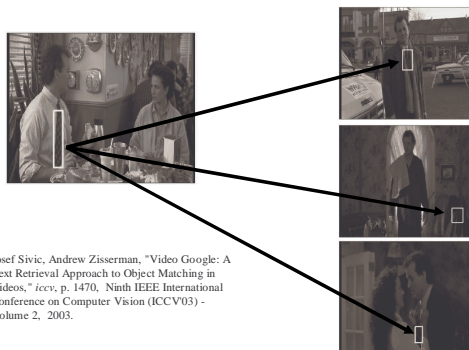 osef Sivic, Andrew Zisserman, "Video Google: A
ext Retrieval Approach to Object Matching in
ideos," iccv, p. 1470, Ninth IEEE International
onference on Computer Vision (ICCV'03) -
olume 2, 2003.